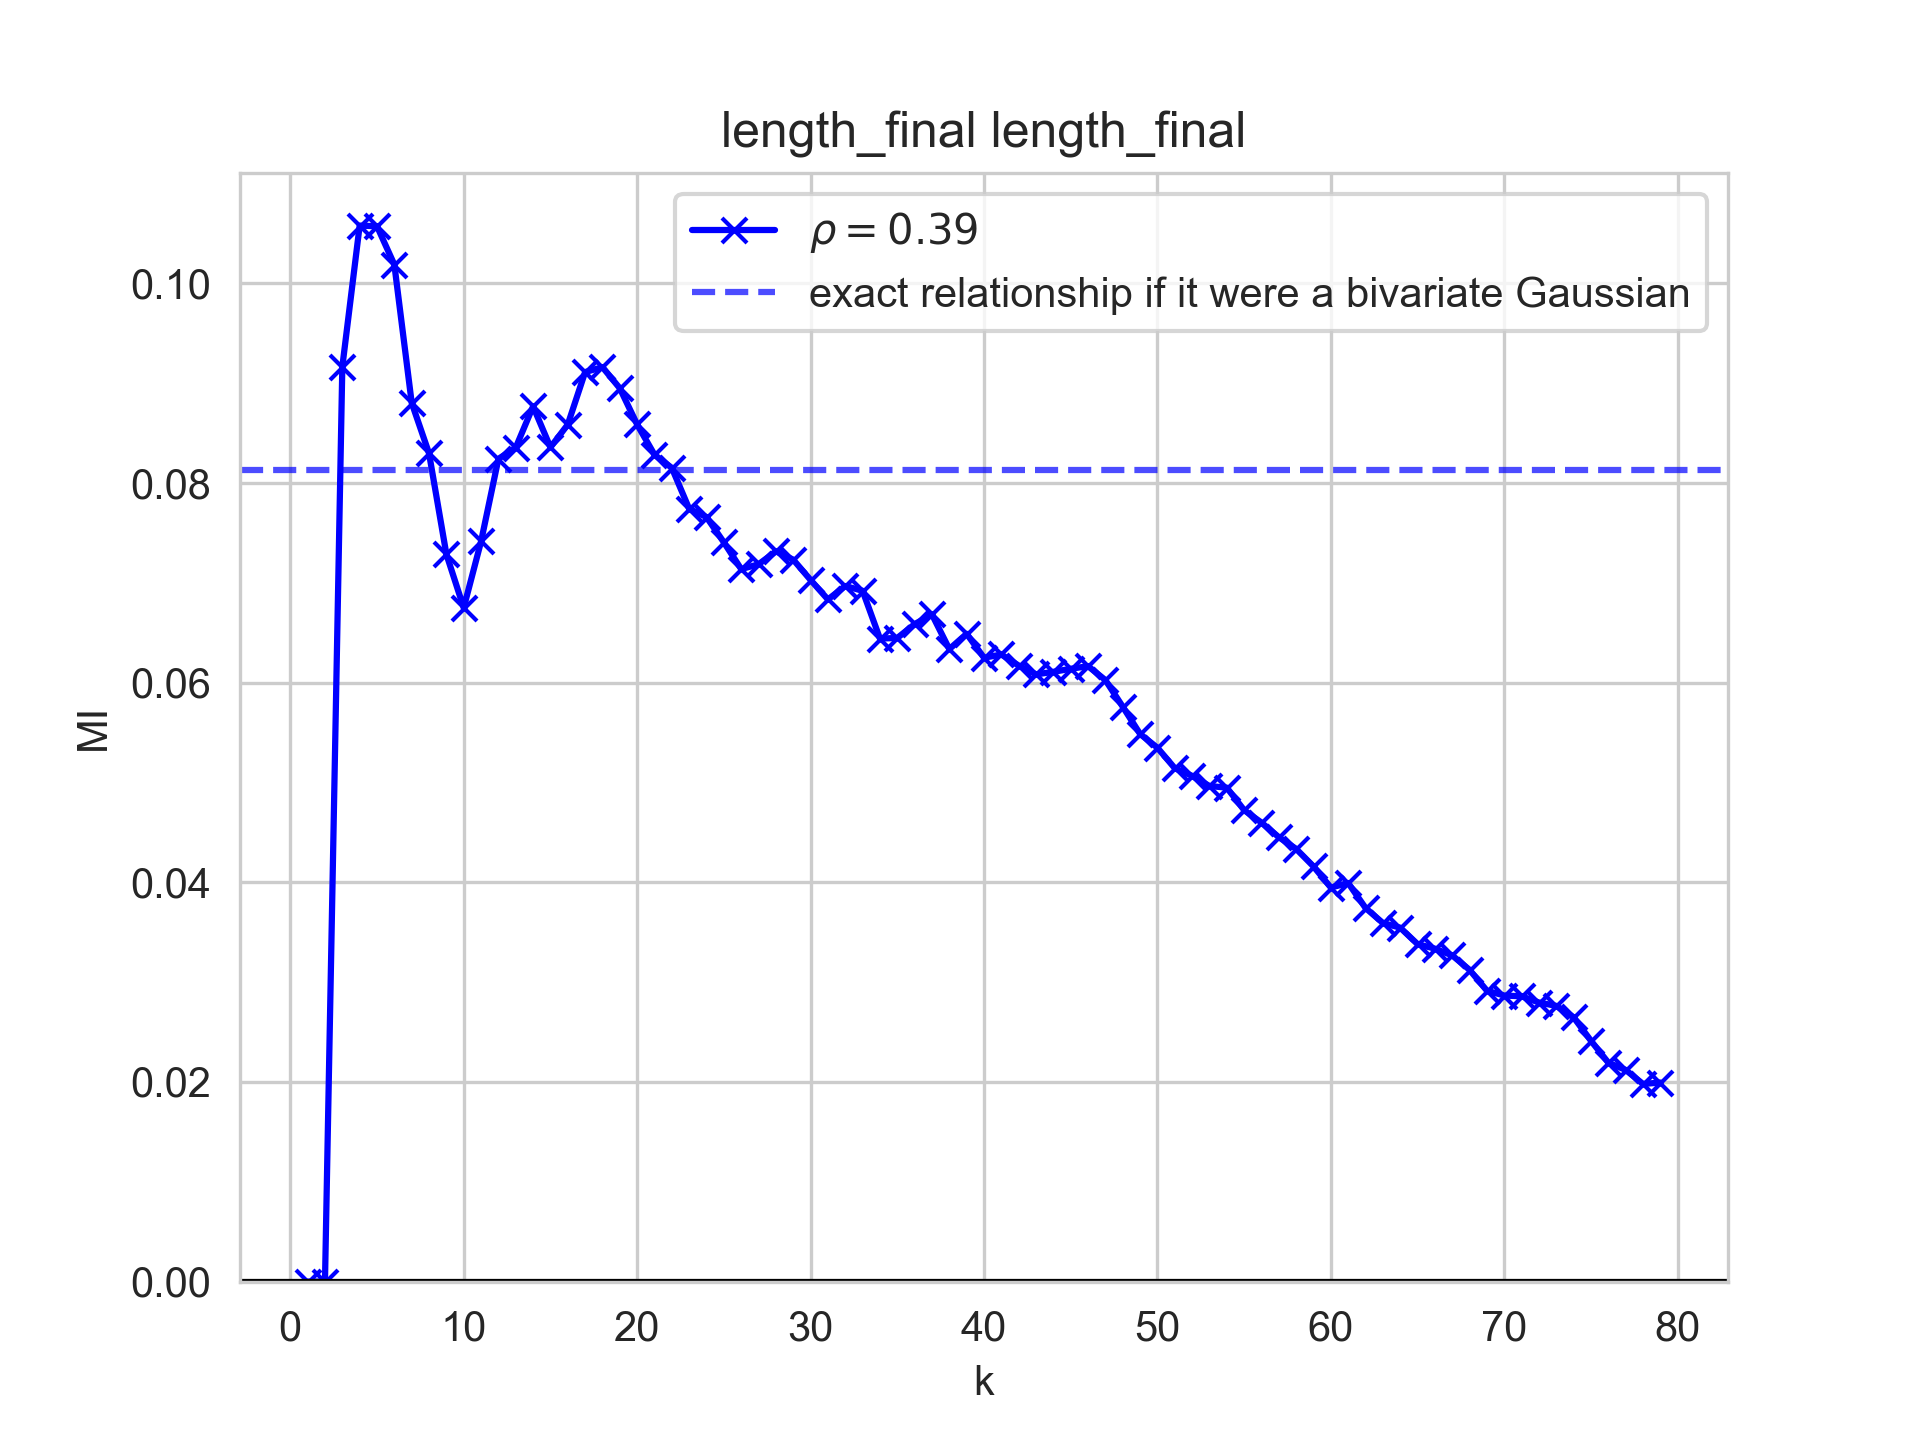 length_final length_final
ρ = 0.39
exact relationship if it were a bivariate Gaussian
MI
0.10
0.08
0.06
0.04
0.02
0.00
0 10 20 30 40 50 60 70 80
k